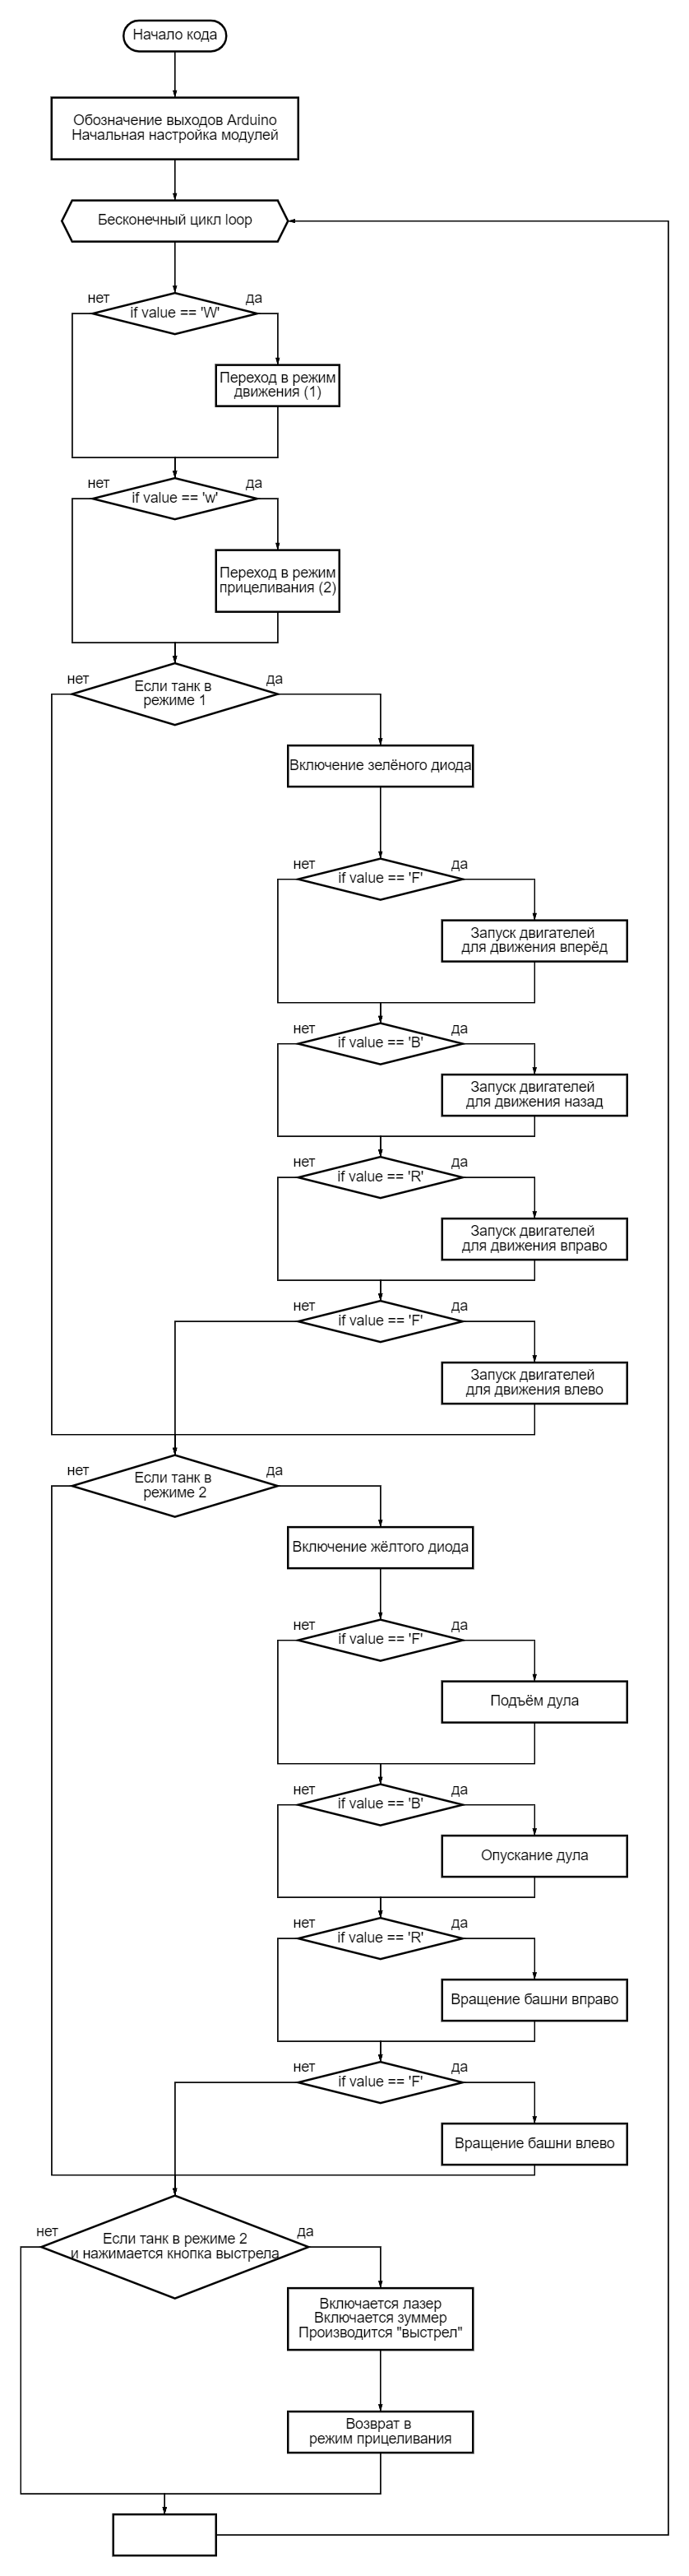 Начало кода
Обозначение выходов Arduino
Начальная настройка модулей
Бесконечный цикл loop
нет
да
if value == 'W'
Переход в режим
движения (1)
нет
да
if value == 'w'
Переход в режим
прицеливания (2)
нет
да
Если танк в
режиме 1
Включение зелёного диода
нет
да
if value == 'F'
Запуск двигателей
для движения вперёд
нет
да
if value == 'B'
Запуск двигателей
для движения назад
нет
да
if value == 'R'
Запуск двигателей
для движения вправо
нет
да
if value == 'F'
Запуск двигателей
для движения влево
нет
да
Если танк в
режиме 2
Включение жёлтого диода
нет
да
if value == 'F'
Подъём дула
нет
да
if value == 'B'
Опускание дула
нет
да
if value == 'R'
Вращение башни вправо
нет
да
if value == 'F'
Вращение башни влево
нет
да
Если танк в режиме 2
и нажимается кнопка выстрела
Включается лазер
Включается зуммер
Производится "выстрел"
Возврат в
режим прицеливания